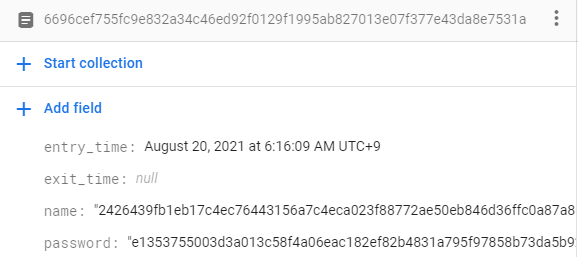 6696cef755fc9e832a34c46ed92f0129f1995ab827013e07f377e43da8e7531a
Start collection
Add field
entry_time: August 20, 2021 at 6:16:09 AM UTC+9
exit_time: null
name: "2426439fb1eb17c4ec76443156a7c4eca023f88772ae50eb846d36ffc0a87a8
password: "e1353755003d3a013c58f4a06eac182ef82b4831a795f97858b73da5b9